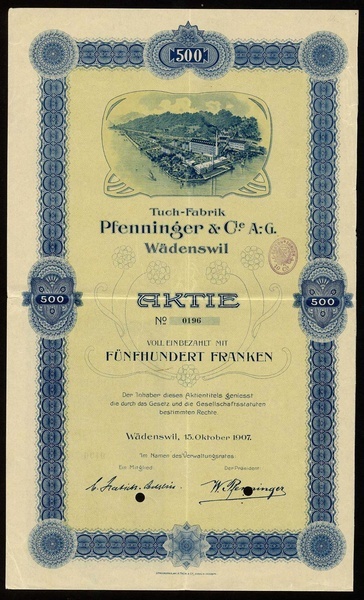 500
Tuch-Fabrik
Pfenninger & Cie A.-G.
Wädenswil
AKTIE
No 0196
500
500
VOLL EINBEZAHLT MIT
FÜNFHUNDERT FRANKEN
Der Inhaber dieses Aktientitels geniesst
die durch das Gesetz und die Gesellschaftsstatuten
bestimmten Rechte.
Wädenswil, 15. Oktober 1907.
Im Namen des Verwaltungsrates.
Ein Mitglied. Der Präsident.
W. Pfenninger